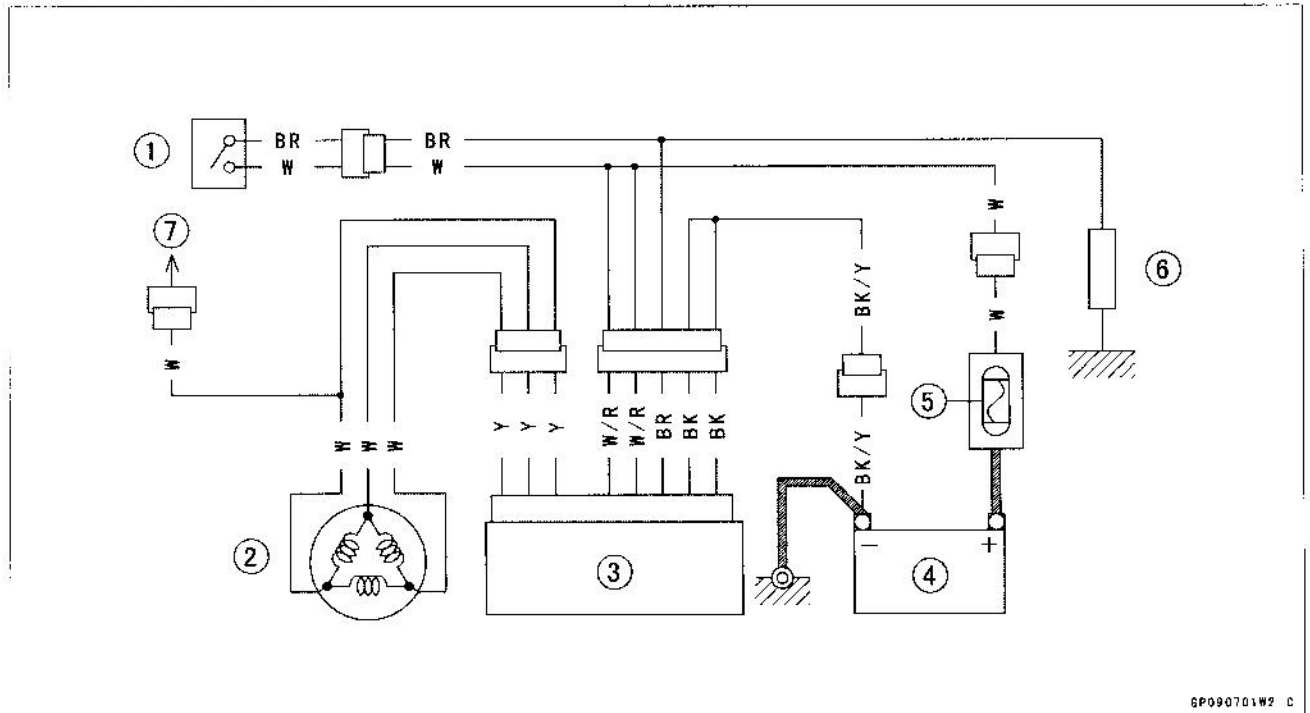 1 BR BR
W W
W
7
6
BK/Y W
W
5
Y Y Y W/R W/R BR BK BK
W W W BK/Y
2 3 - +
4
GP090701W2 C